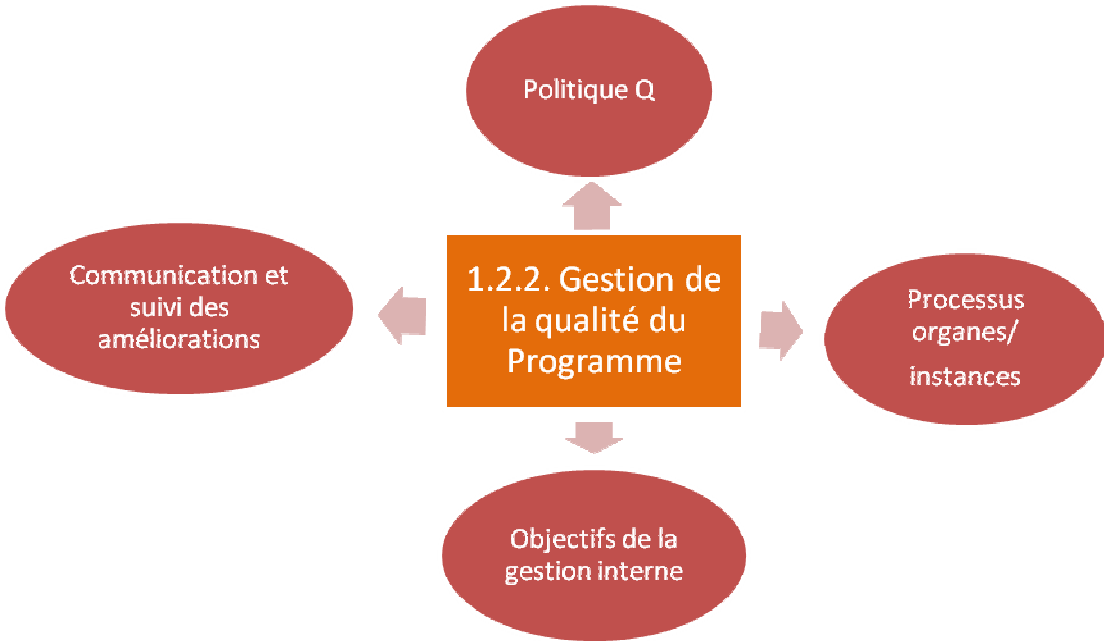 Politique Q
Communication et
suivi des
améliorations
1.2.2. Gestion de
la qualité du
Programme
Processus
organes/
instances
Objectifs de la
gestion interne